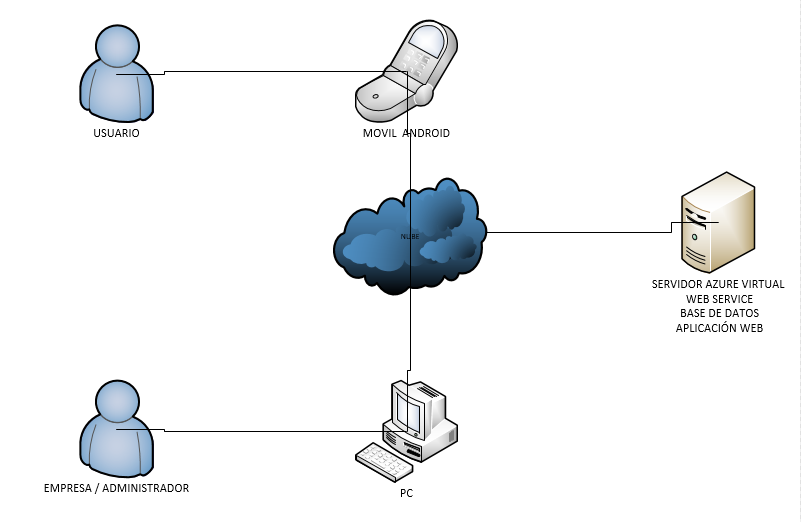 USUARIO
MOVIL ANDROID
NUBE
SERVIDOR AZURE VIRTUAL
WEB SERVICE
BASE DE DATOS
APLICACIÓN WEB
EMPRESA / ADMINISTRADOR
PC